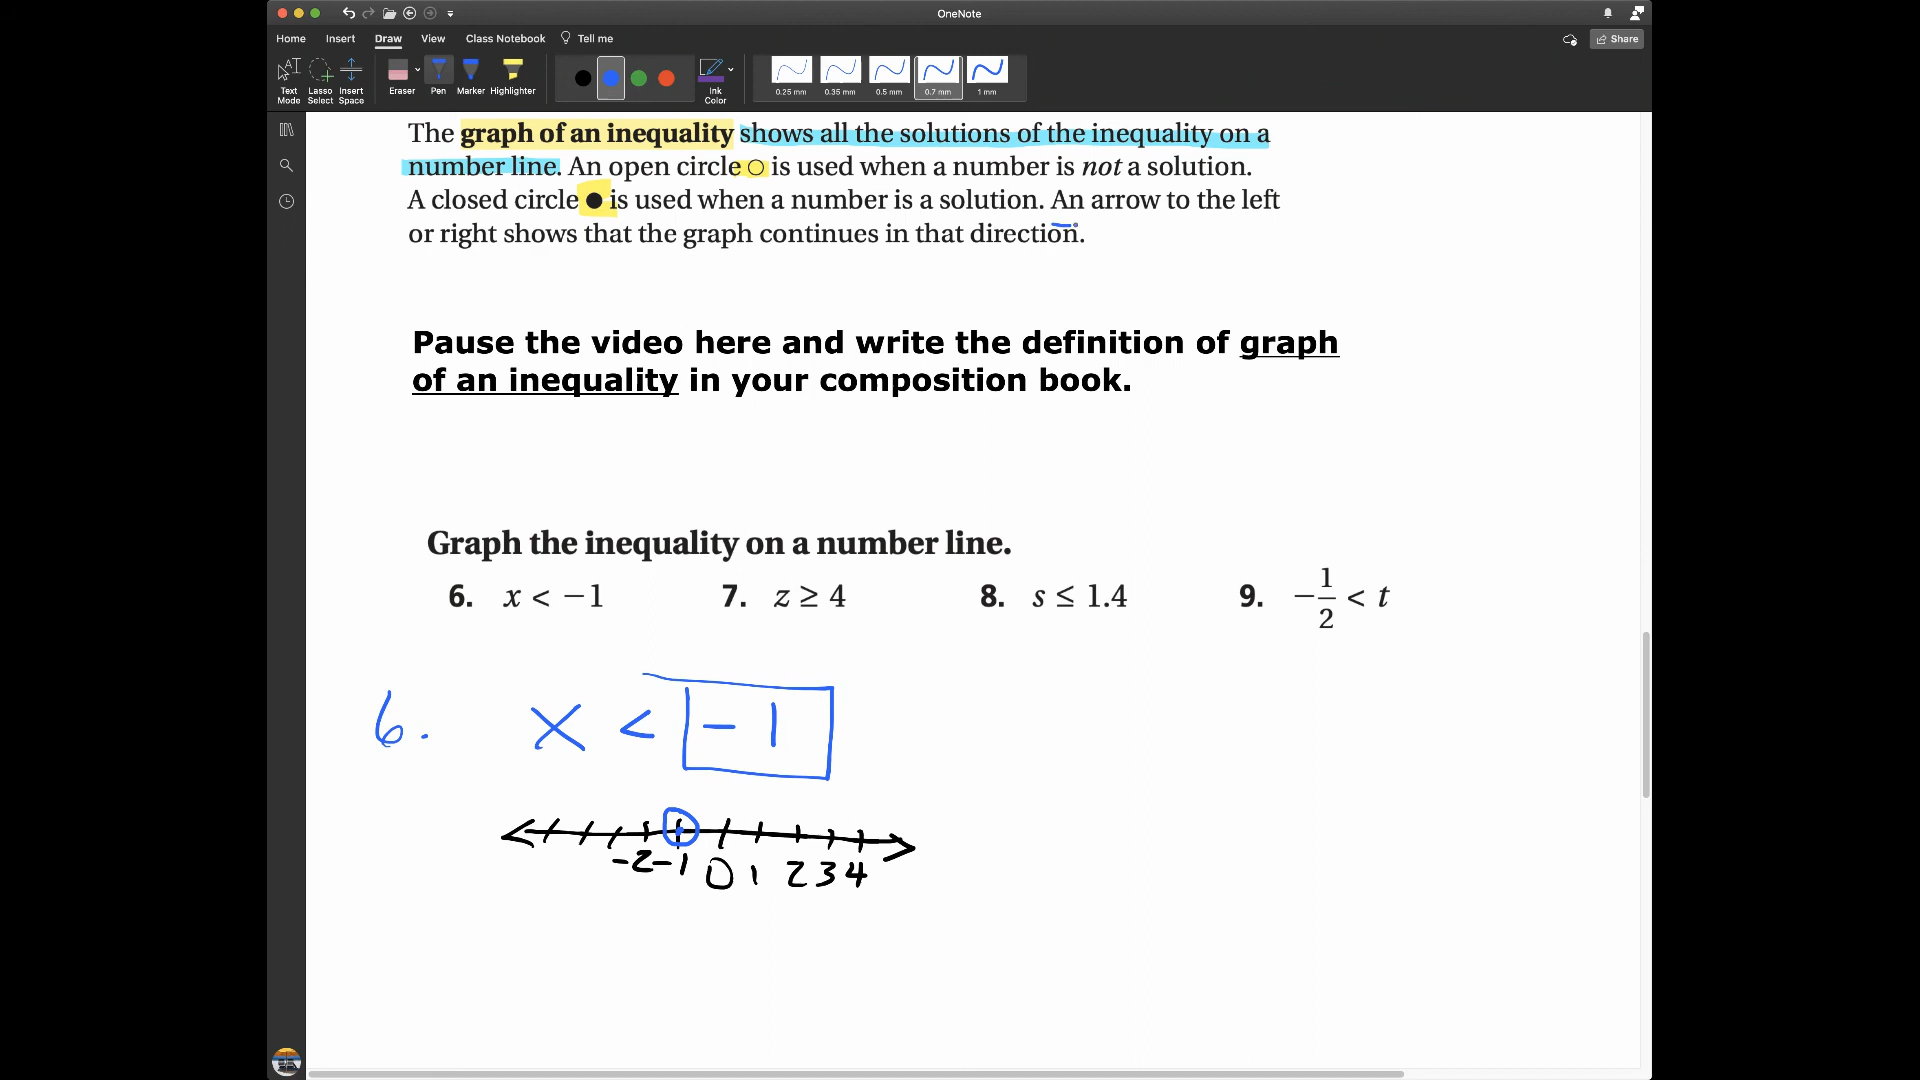 OneNote
Home Insert Draw View Class Notebook Tell me
Share
Text Mode Lasso Select Insert Space Eraser Pen Marker Highlighter Ink Color 0.25 mm 0.35 mm 0.5 mm 0.7 mm 1 mm
The graph of an inequality shows all the solutions of the inequality on a
number line. An open circle ○ is used when a number is not a solution.
A closed circle ● is used when a number is a solution. An arrow to the left
or right shows that the graph continues in that direction.
Pause the video here and write the definition of graph
of an inequality in your composition book.
Graph the inequality on a number line.
6. x < −1 7. z ≥ 4 8. s ≤ 1.4 9. −1/2 < t
6. x < -1
-2 -1 0 1 2 3 4